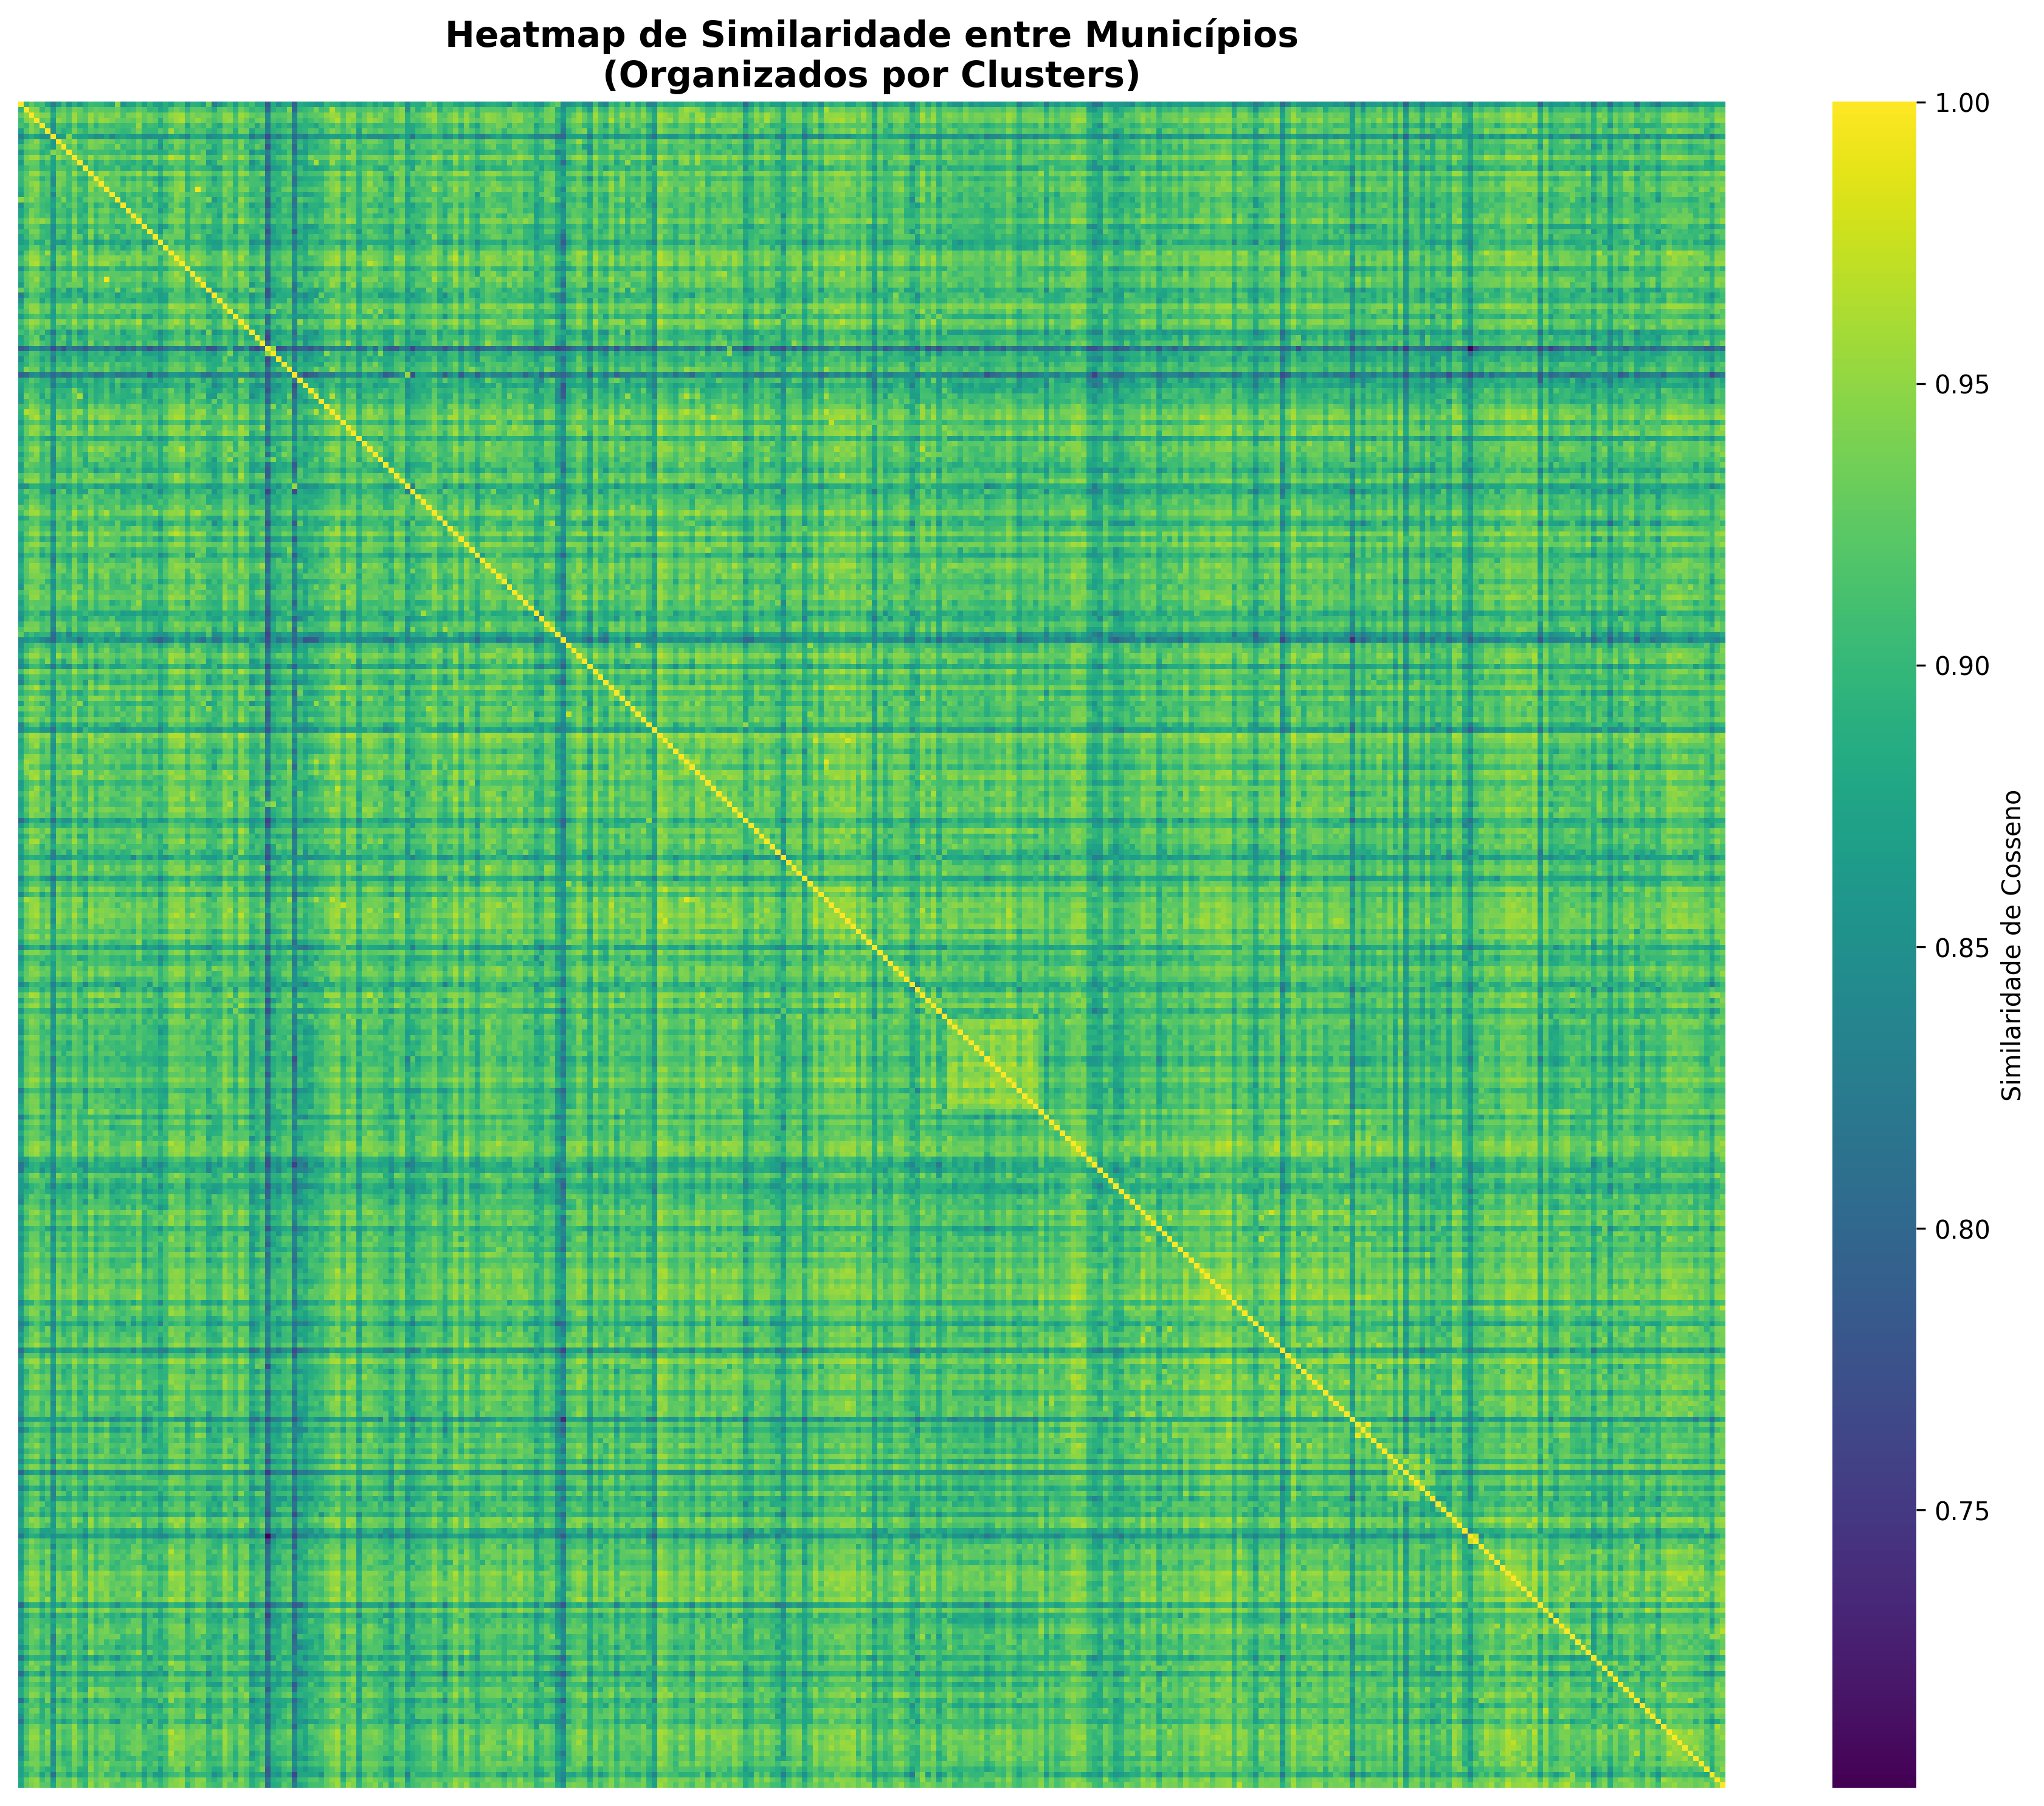 Heatmap de Similaridade entre Municípios
(Organizados por Clusters)
1.00
0.95
0.90
0.85
0.80
0.75
Similaridade de Cosseno